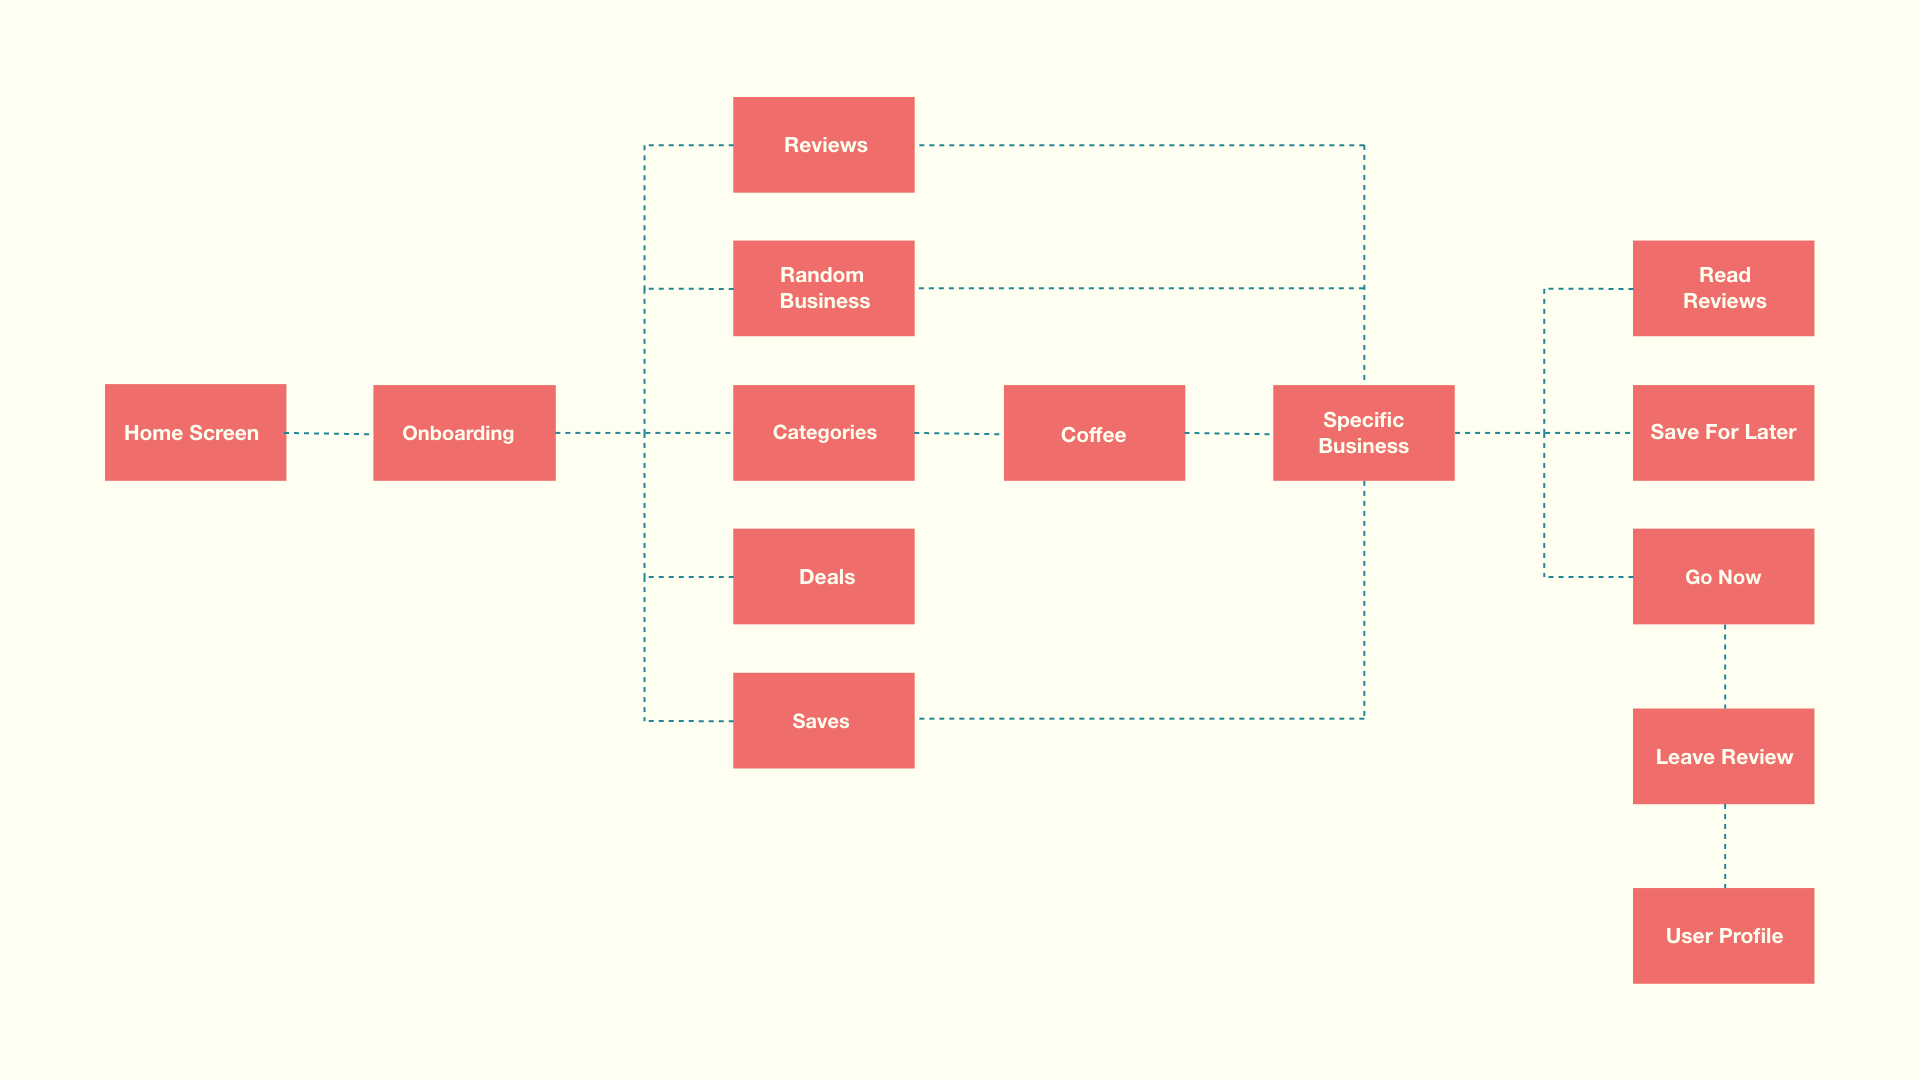 Reviews
Random
Business
Read
Reviews
Home Screen
Onboarding
Categories
Coffee
Specific
Business
Save For Later
Deals
Go Now
Saves
Leave Review
User Profile